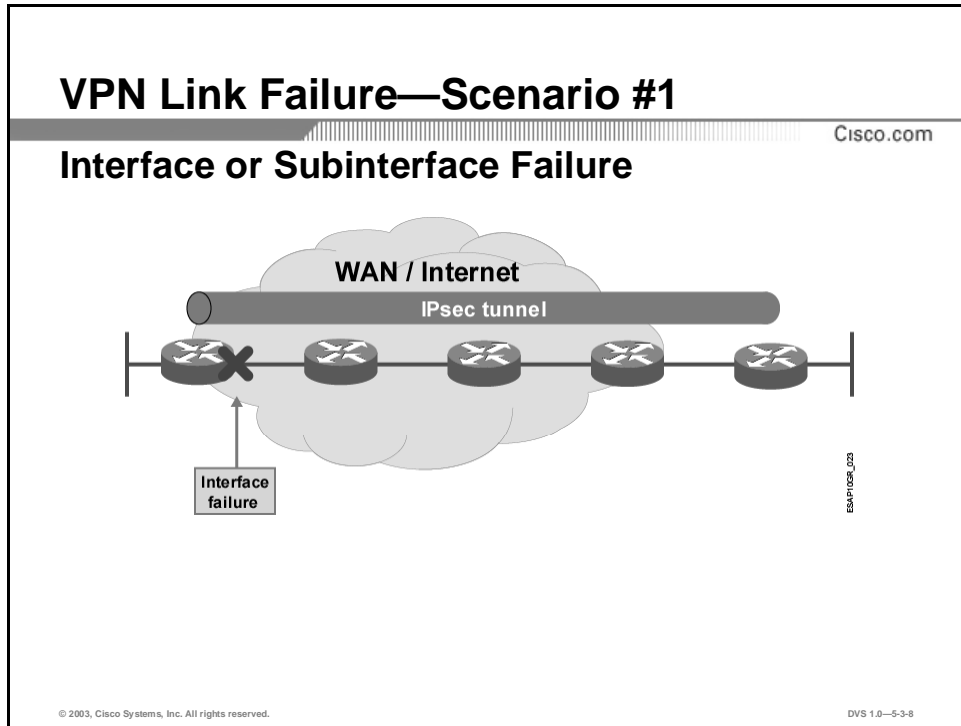 VPN Link Failure—Scenario #1
Cisco.com
Interface or Subinterface Failure
WAN / Internet
IPsec tunnel
Interface
failure
ESAP10GR_023
© 2003, Cisco Systems, Inc. All rights reserved.
DVS 1.0—5-3-8